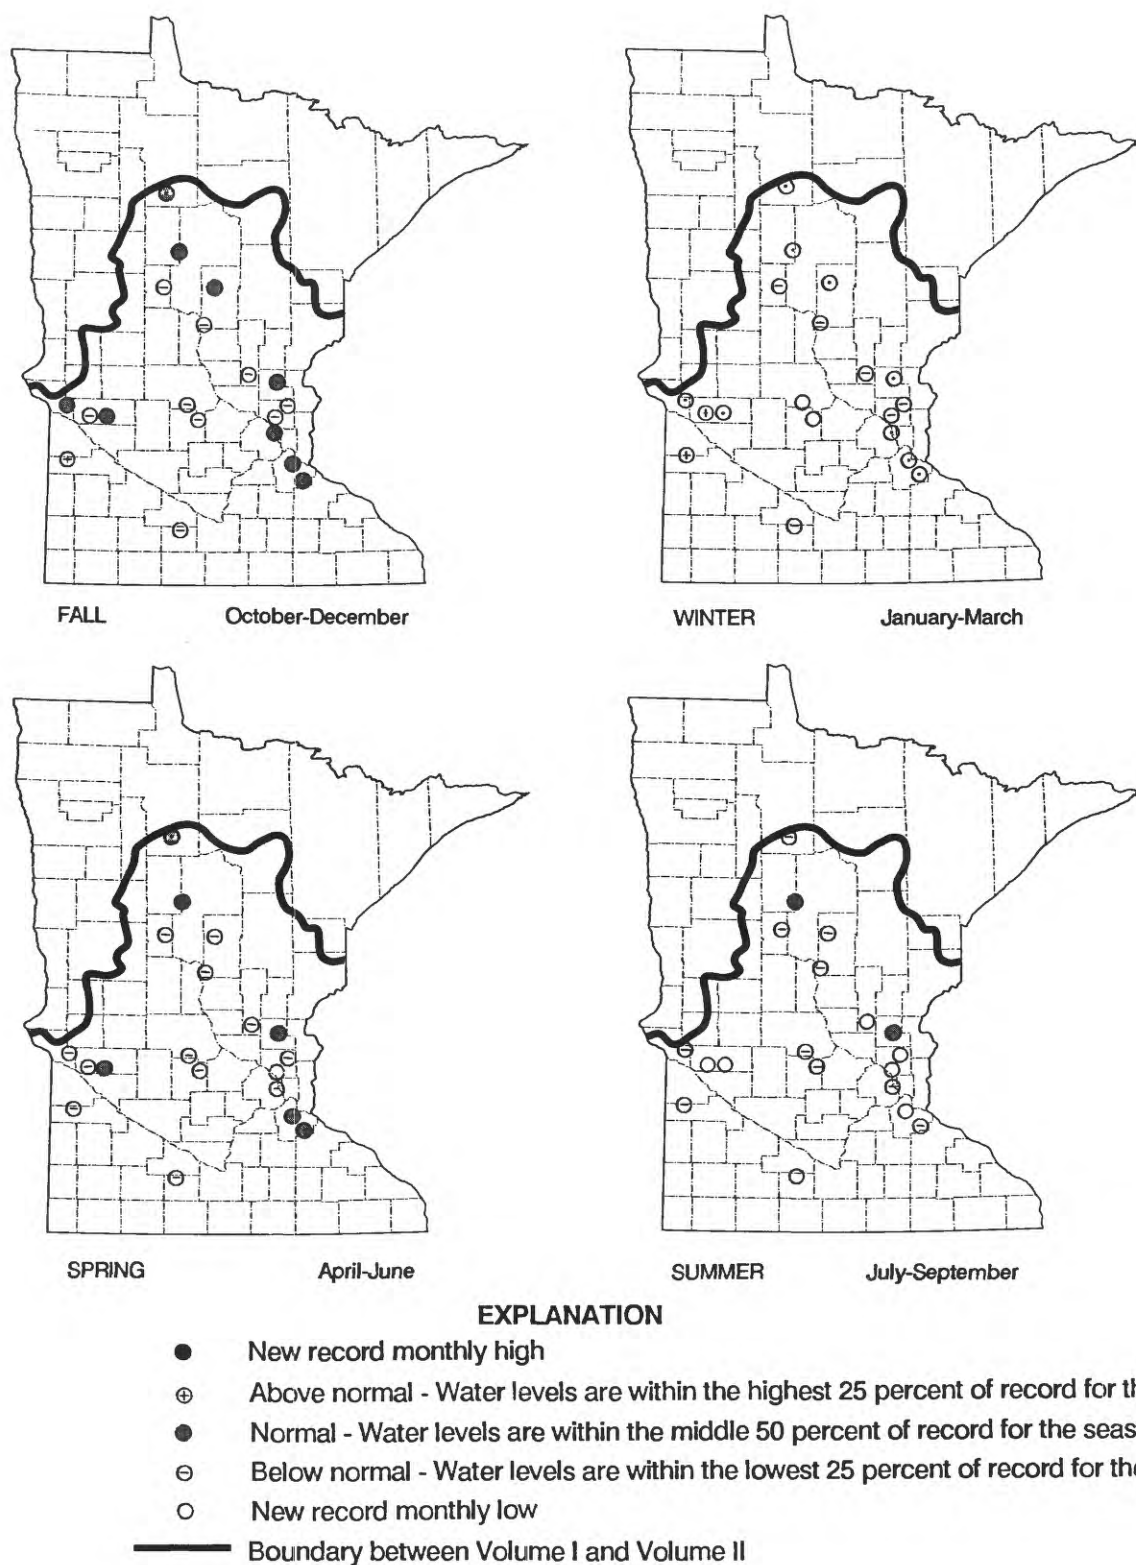 FALL October-December
WINTER January-March
SPRING April-June
SUMMER July-September
EXPLANATION
New record monthly high
Above normal - Water levels are within the highest 25 percent of record for th
Normal - Water levels are within the middle 50 percent of record for the seas
Below normal - Water levels are within the lowest 25 percent of record for the
New record monthly low
Boundary between Volume I and Volume II